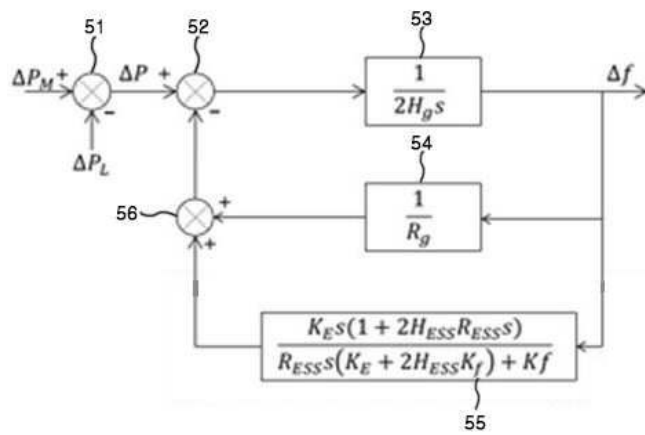 51
52
53
ΔP_M +
ΔP +
1 / 2H_g s
Δf
−
−
ΔP_L
54
56
+
1 / R_g
+
K_E s(1 + 2H_ESS R_ESS s) / R_ESS s(K_E + 2H_ESS K_f) + Kf
55